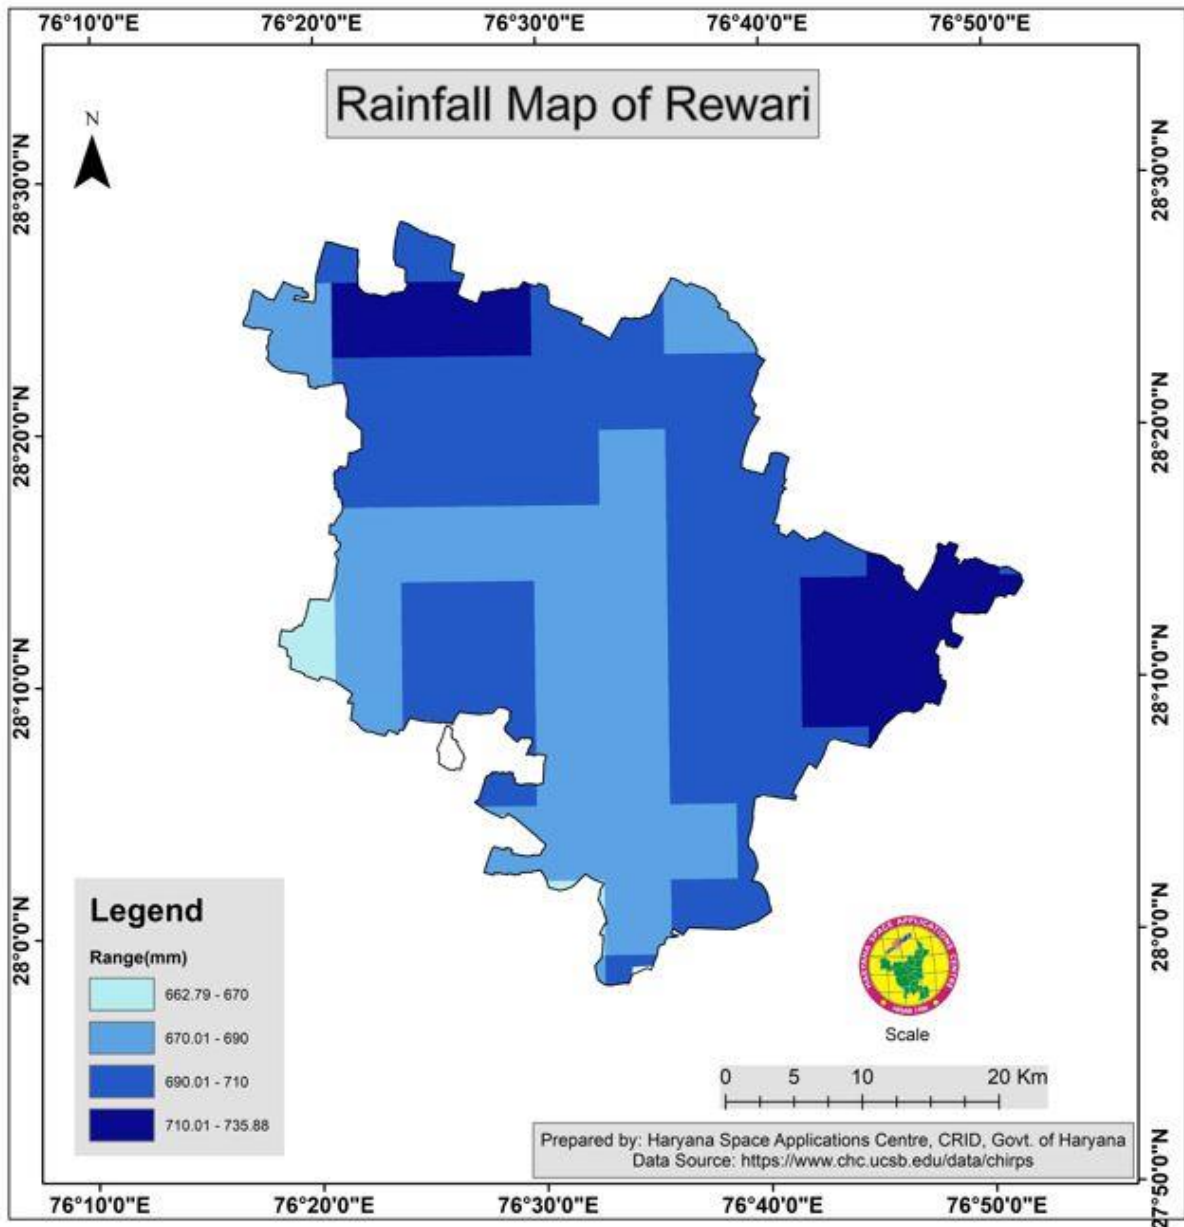 76°10'0"E 76°20'0"E 76°30'0"E 76°40'0"E 76°50'0"E
Rainfall Map of Rewari
N
28°30'0"N 28°30'0"N
28°20'0"N 28°20'0"N
28°10'0"N 28°10'0"N
28°0'0"N 28°0'0"N
27°50'0"N
Legend
Range(mm)
662.79 - 670
670.01 - 690
690.01 - 710
710.01 - 735.88
HARYANA SPACE APPLICATIONS CENTRE
Scale
0 5 10 20 Km
Prepared by: Haryana Space Applications Centre, CRID, Govt. of Haryana
Data Source: https://www.chc.ucsb.edu/data/chirps
76°10'0"E 76°20'0"E 76°30'0"E 76°40'0"E 76°50'0"E